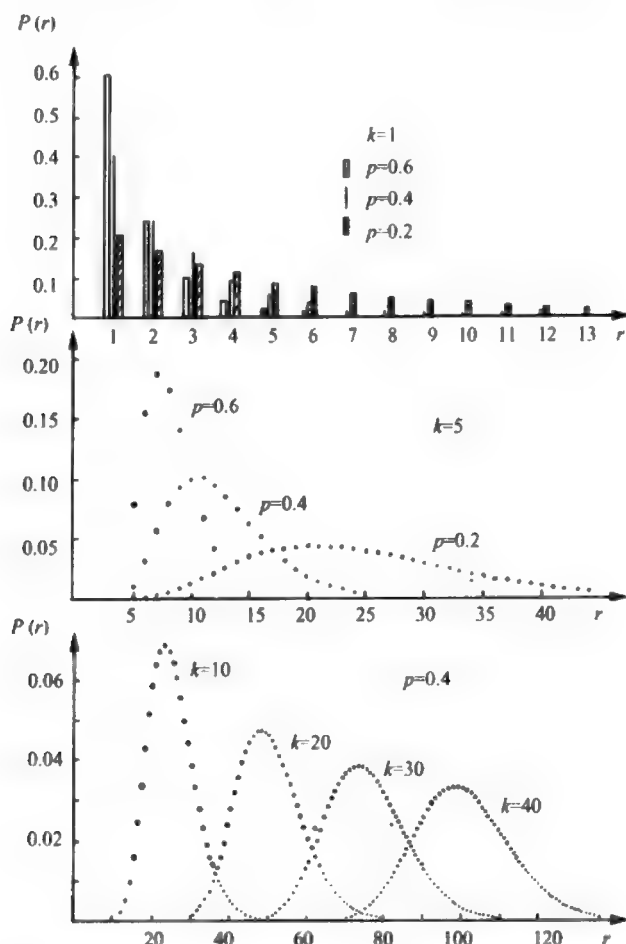 P(r)
0.6
0.5
0.4
0.3
0.2
0.1
k=1
p=0.6
p=0.4
p=0.2
1 2 3 4 5 6 7 8 9 10 11 12 13 r
P(r)
0.20
0.15
0.10
0.05
p=0.6
k=5
p=0.4
p=0.2
5 10 15 20 25 30 35 40 r
P(r)
0.06
0.04
0.02
k=10
p=0.4
k=20
k=30
k=40
20 40 60 80 100 120 r